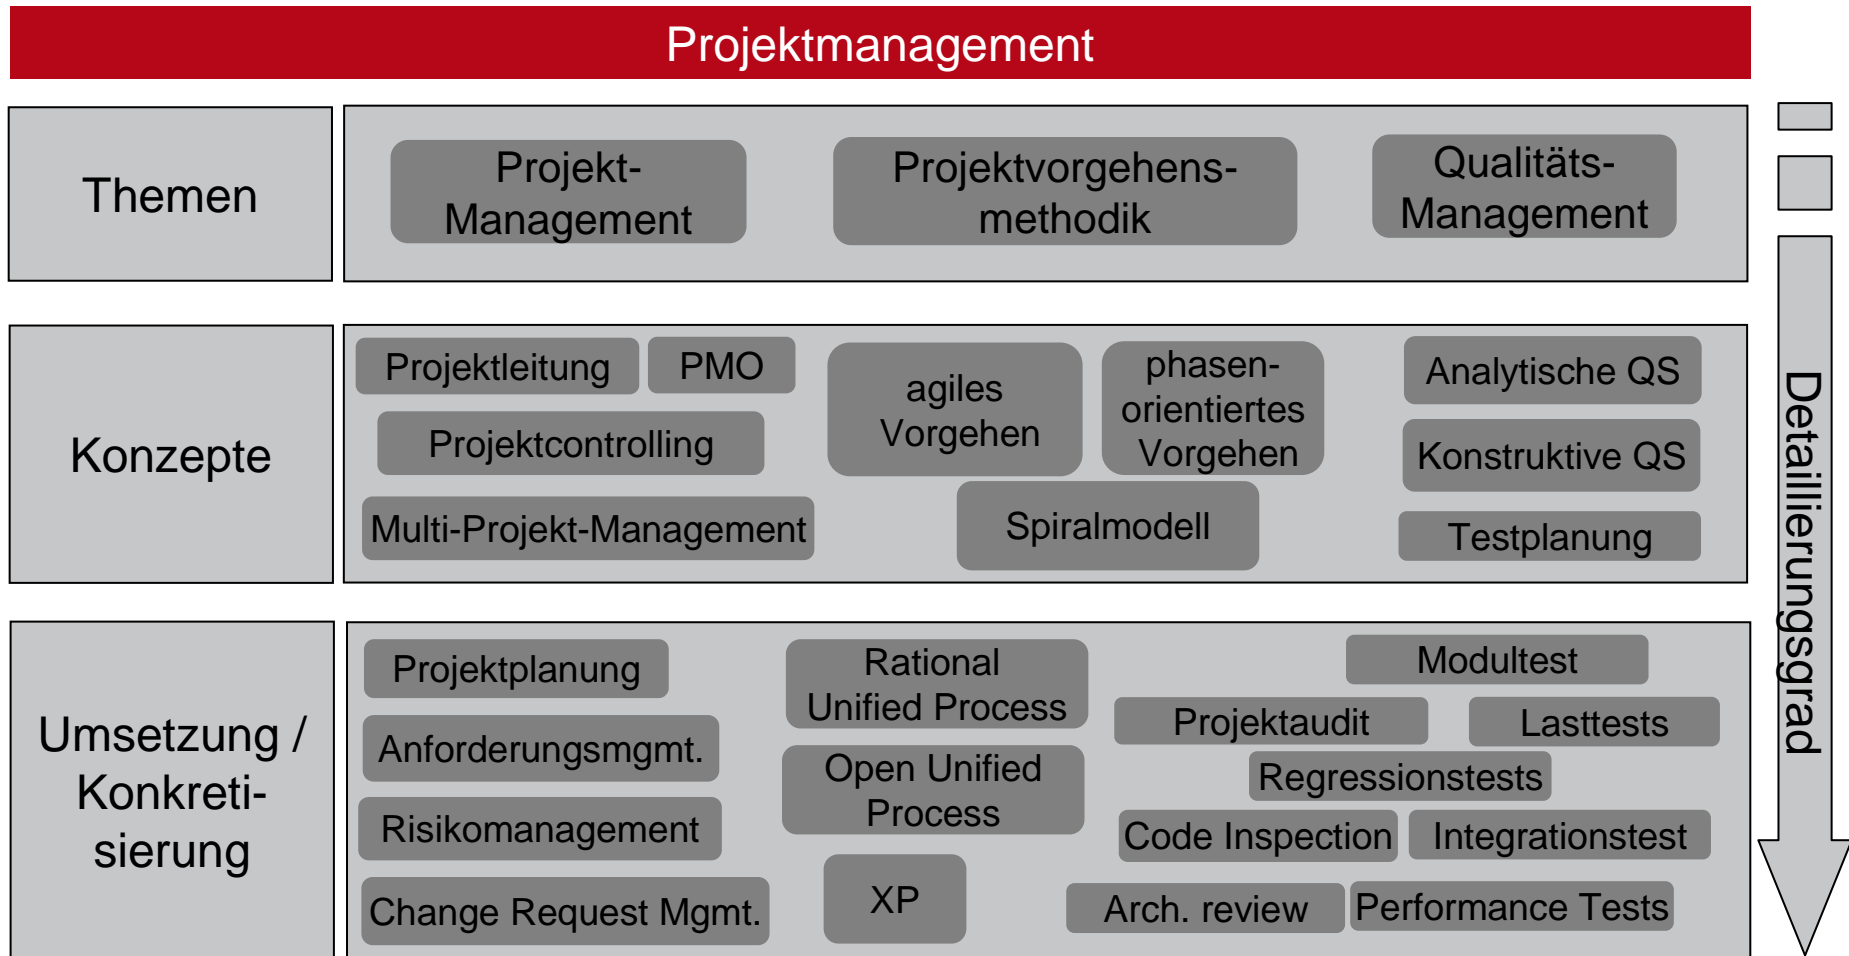 Projektmanagement
Themen
Projekt-
Management
Projektvorgehens-
methodik
Qualitäts-
Management
Konzepte
Projektleitung
PMO
Projektcontrolling
Multi-Projekt-Management
agiles
Vorgehen
phasen-
orientiertes
Vorgehen
Spiralmodell
Analytische QS
Konstruktive QS
Testplanung
Umsetzung /
Konkreti-
sierung
Projektplanung
Anforderungsmgmt.
Risikomanagement
Change Request Mgmt.
Rational
Unified Process
Open Unified
Process
XP
Modultest
Projektaudit
Lasttests
Regressionstests
Code Inspection
Integrationstest
Arch. review
Performance Tests
Detaillierungsgrad